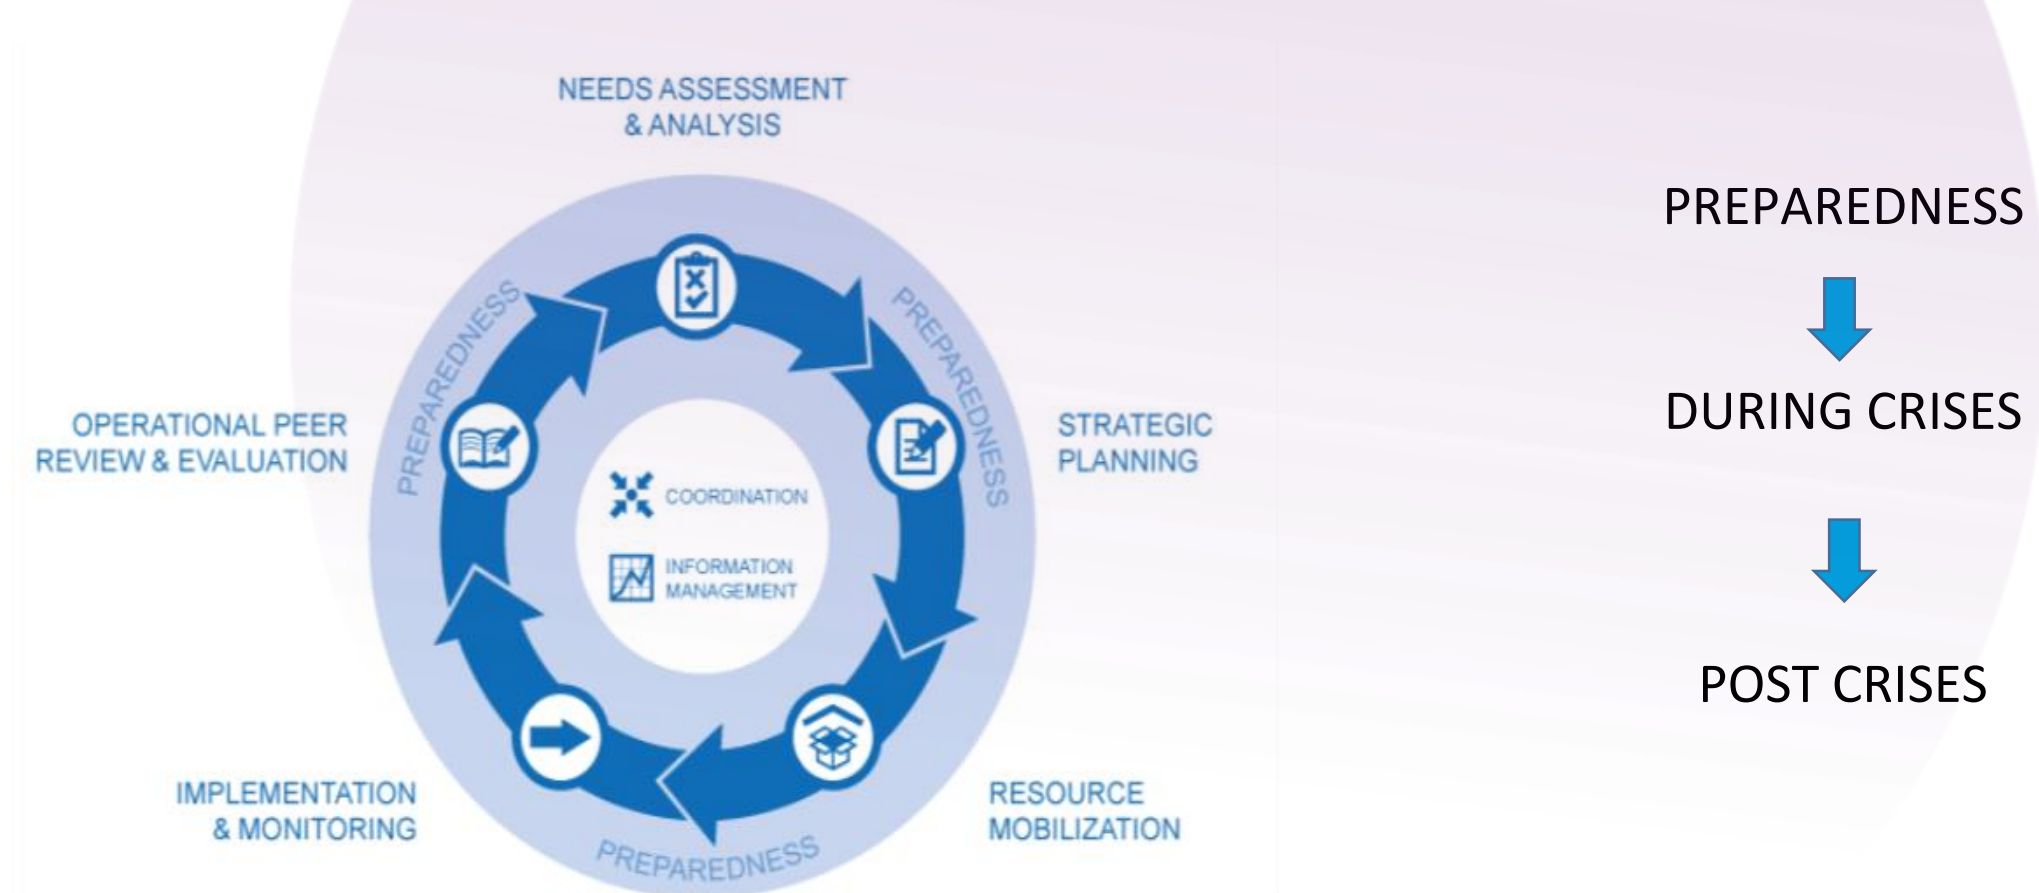 NEEDS ASSESSMENT
& ANALYSIS
PREPAREDNESS
PREPAREDNESS
OPERATIONAL PEER
REVIEW & EVALUATION
STRATEGIC
PLANNING
COORDINATION
INFORMATION
MANAGEMENT
IMPLEMENTATION
& MONITORING
RESOURCE
MOBILIZATION
PREPAREDNESS
PREPAREDNESS
DURING CRISES
POST CRISES